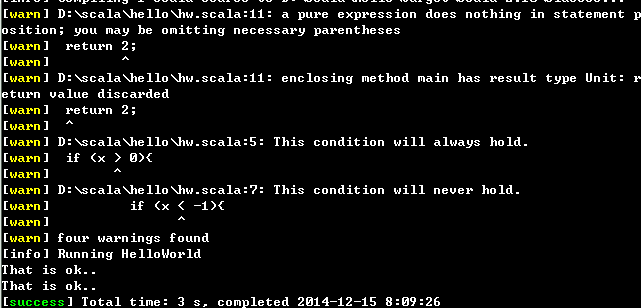 [warn] D:\scala\hello\hw.scala:11: a pure expression does nothing in statement p
osition; you may be omitting necessary parentheses
[warn]  return 2;
[warn]         ^
[warn] D:\scala\hello\hw.scala:11: enclosing method main has result type Unit: r
eturn value discarded
[warn]  return 2;
[warn]  ^
[warn] D:\scala\hello\hw.scala:5: This condition will always hold.
[warn]  if (x > 0){
[warn]        ^
[warn] D:\scala\hello\hw.scala:7: This condition will never hold.
[warn]          if (x < -1){
[warn]                ^
[warn] four warnings found
[info] Running HelloWorld
That is ok..
That is ok..
[success] Total time: 3 s, completed 2014-12-15 8:09:26